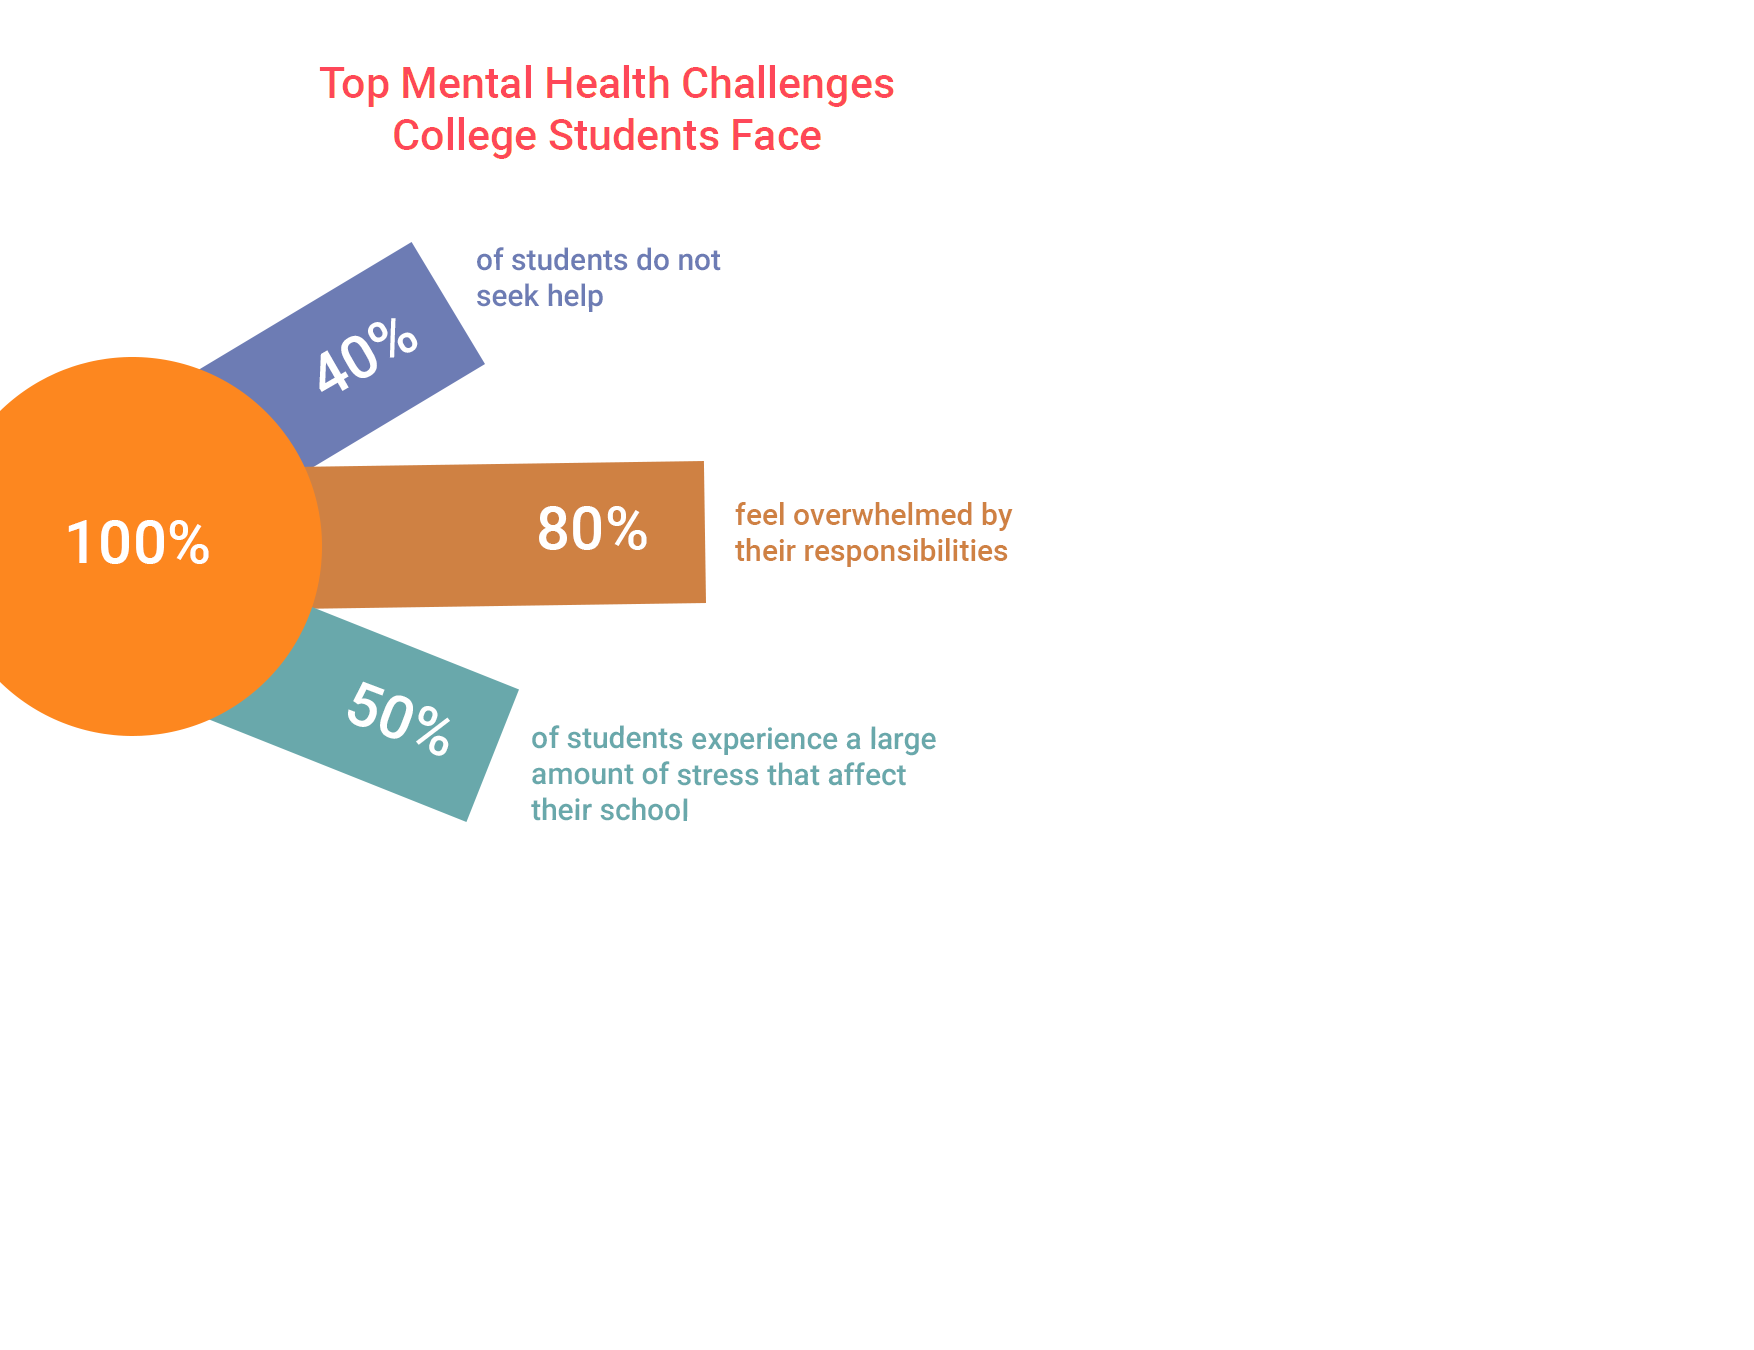 Top Mental Health Challenges
College Students Face
40%
of students do not
seek help
100%
80%
feel overwhelmed by
their responsibilities
50%
of students experience a large
amount of stress that affect
their school